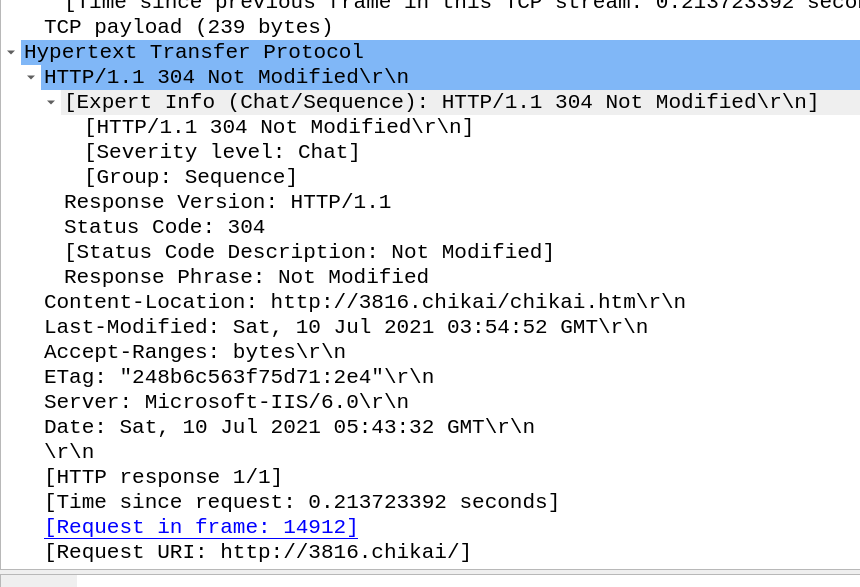 [Time since previous frame in this TCP stream: 0.213723392 seco
TCP payload (239 bytes)
Hypertext Transfer Protocol
HTTP/1.1 304 Not Modified\r\n
[Expert Info (Chat/Sequence): HTTP/1.1 304 Not Modified\r\n]
[HTTP/1.1 304 Not Modified\r\n]
[Severity level: Chat]
[Group: Sequence]
Response Version: HTTP/1.1
Status Code: 304
[Status Code Description: Not Modified]
Response Phrase: Not Modified
Content-Location: http://3816.chikai/chikai.htm\r\n
Last-Modified: Sat, 10 Jul 2021 03:54:52 GMT\r\n
Accept-Ranges: bytes\r\n
ETag: "248b6c563f75d71:2e4"\r\n
Server: Microsoft-IIS/6.0\r\n
Date: Sat, 10 Jul 2021 05:43:32 GMT\r\n
\r\n
[HTTP response 1/1]
[Time since request: 0.213723392 seconds]
[Request in frame: 14912]
[Request URI: http://3816.chikai/]